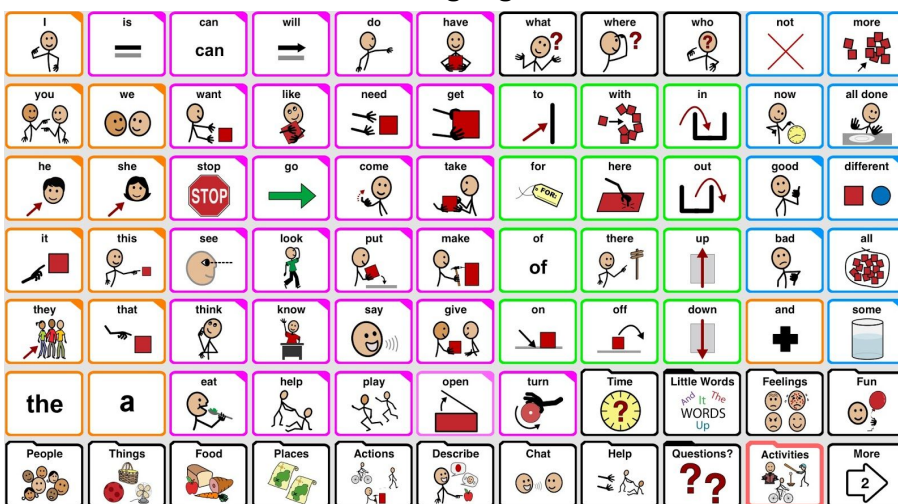 I is can will do have what where who not more
can
you we want like need get to with in now all done
he she stop go come take for here out good different
STOP FOR:
it this see look put make of there up bad all
of
they that think know say give on off down and some
the a eat help play open turn Time Little Words Feelings Fun
And It The
WORDS
Up
People Things Food Places Actions Describe Chat Help Questions? Activities More
2